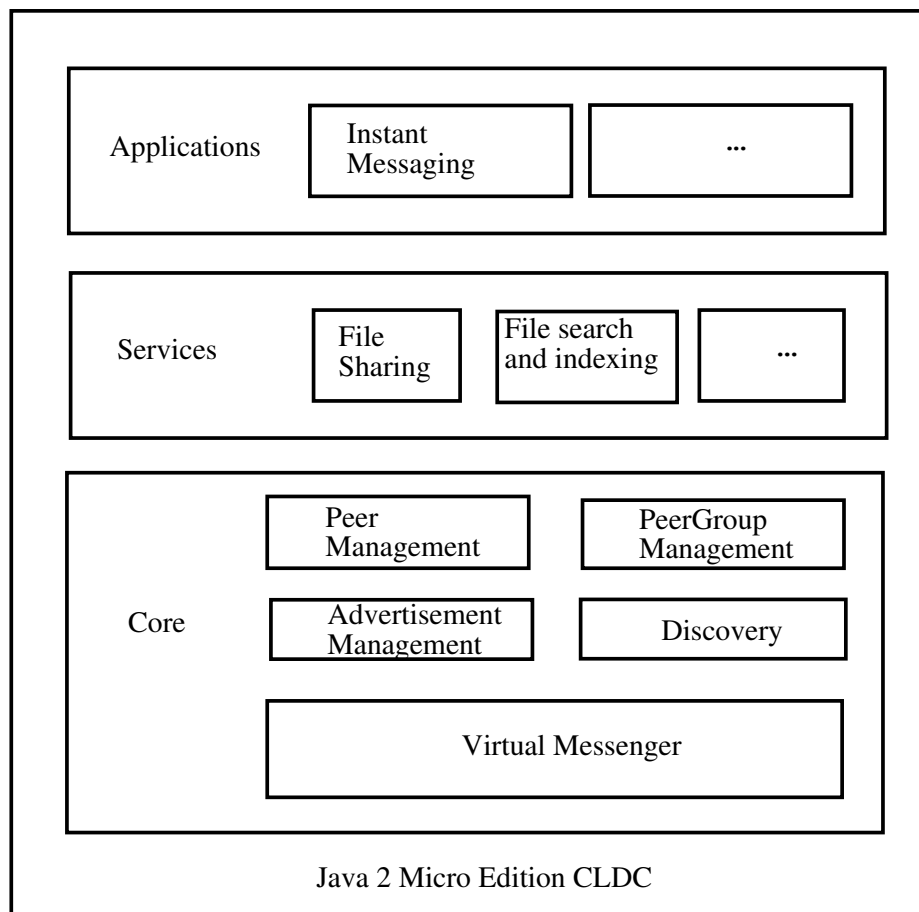 Applications
Instant
Messaging
...
Services
File
Sharing
File search
and indexing
...
Core
Peer
Management
PeerGroup
Management
Advertisement
Management
Discovery
Virtual Messenger
Java 2 Micro Edition CLDC